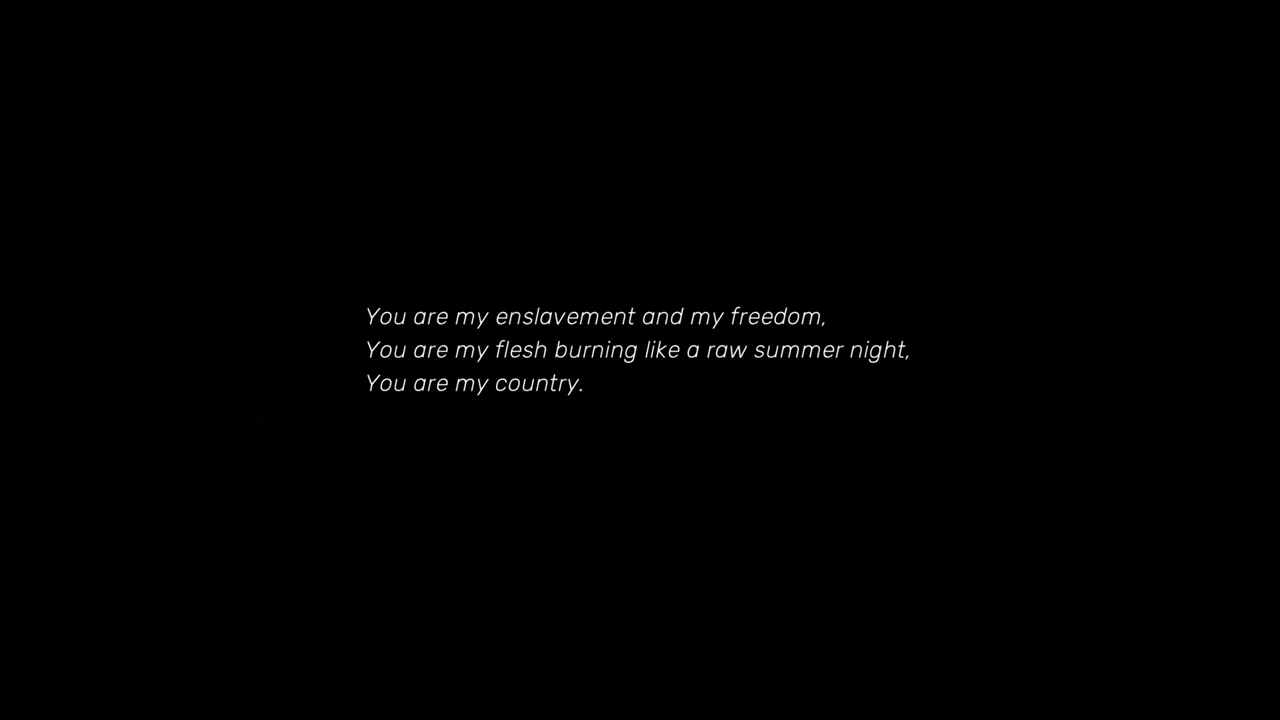 You are my enslavement and my freedom,
You are my flesh burning like a raw summer night,
You are my country.